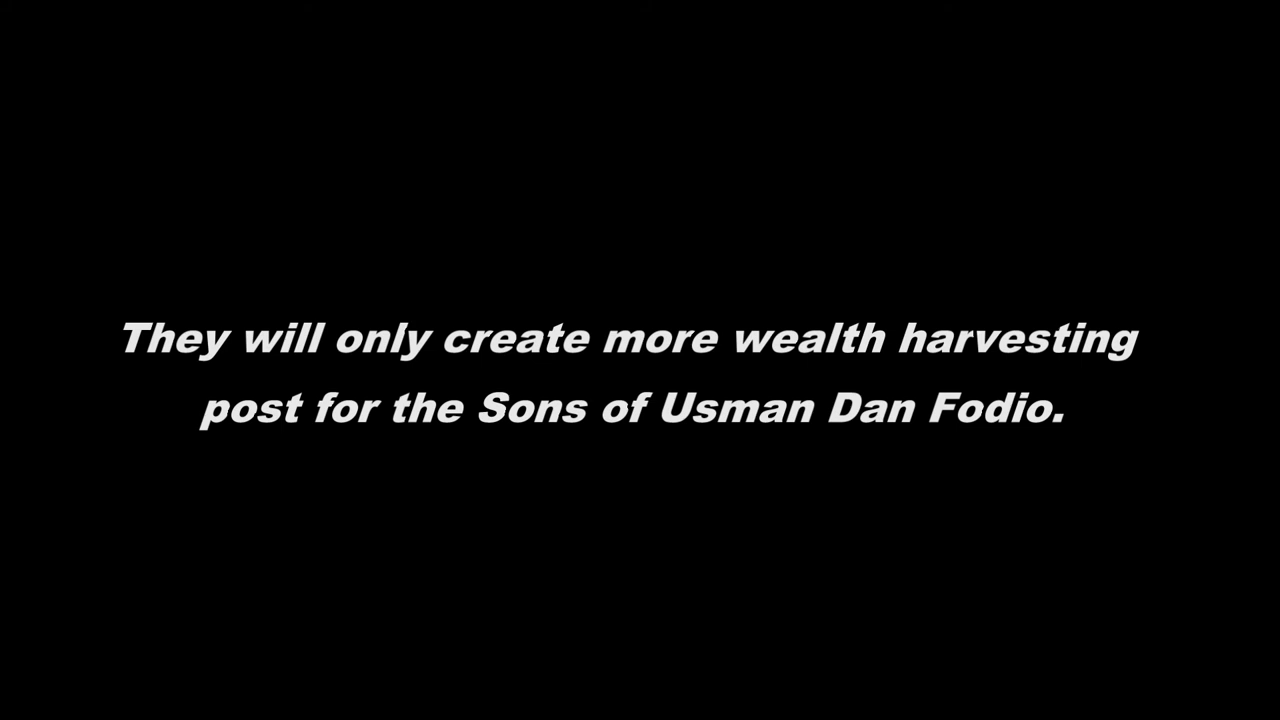 They will only create more wealth harvesting
post for the Sons of Usman Dan Fodio.